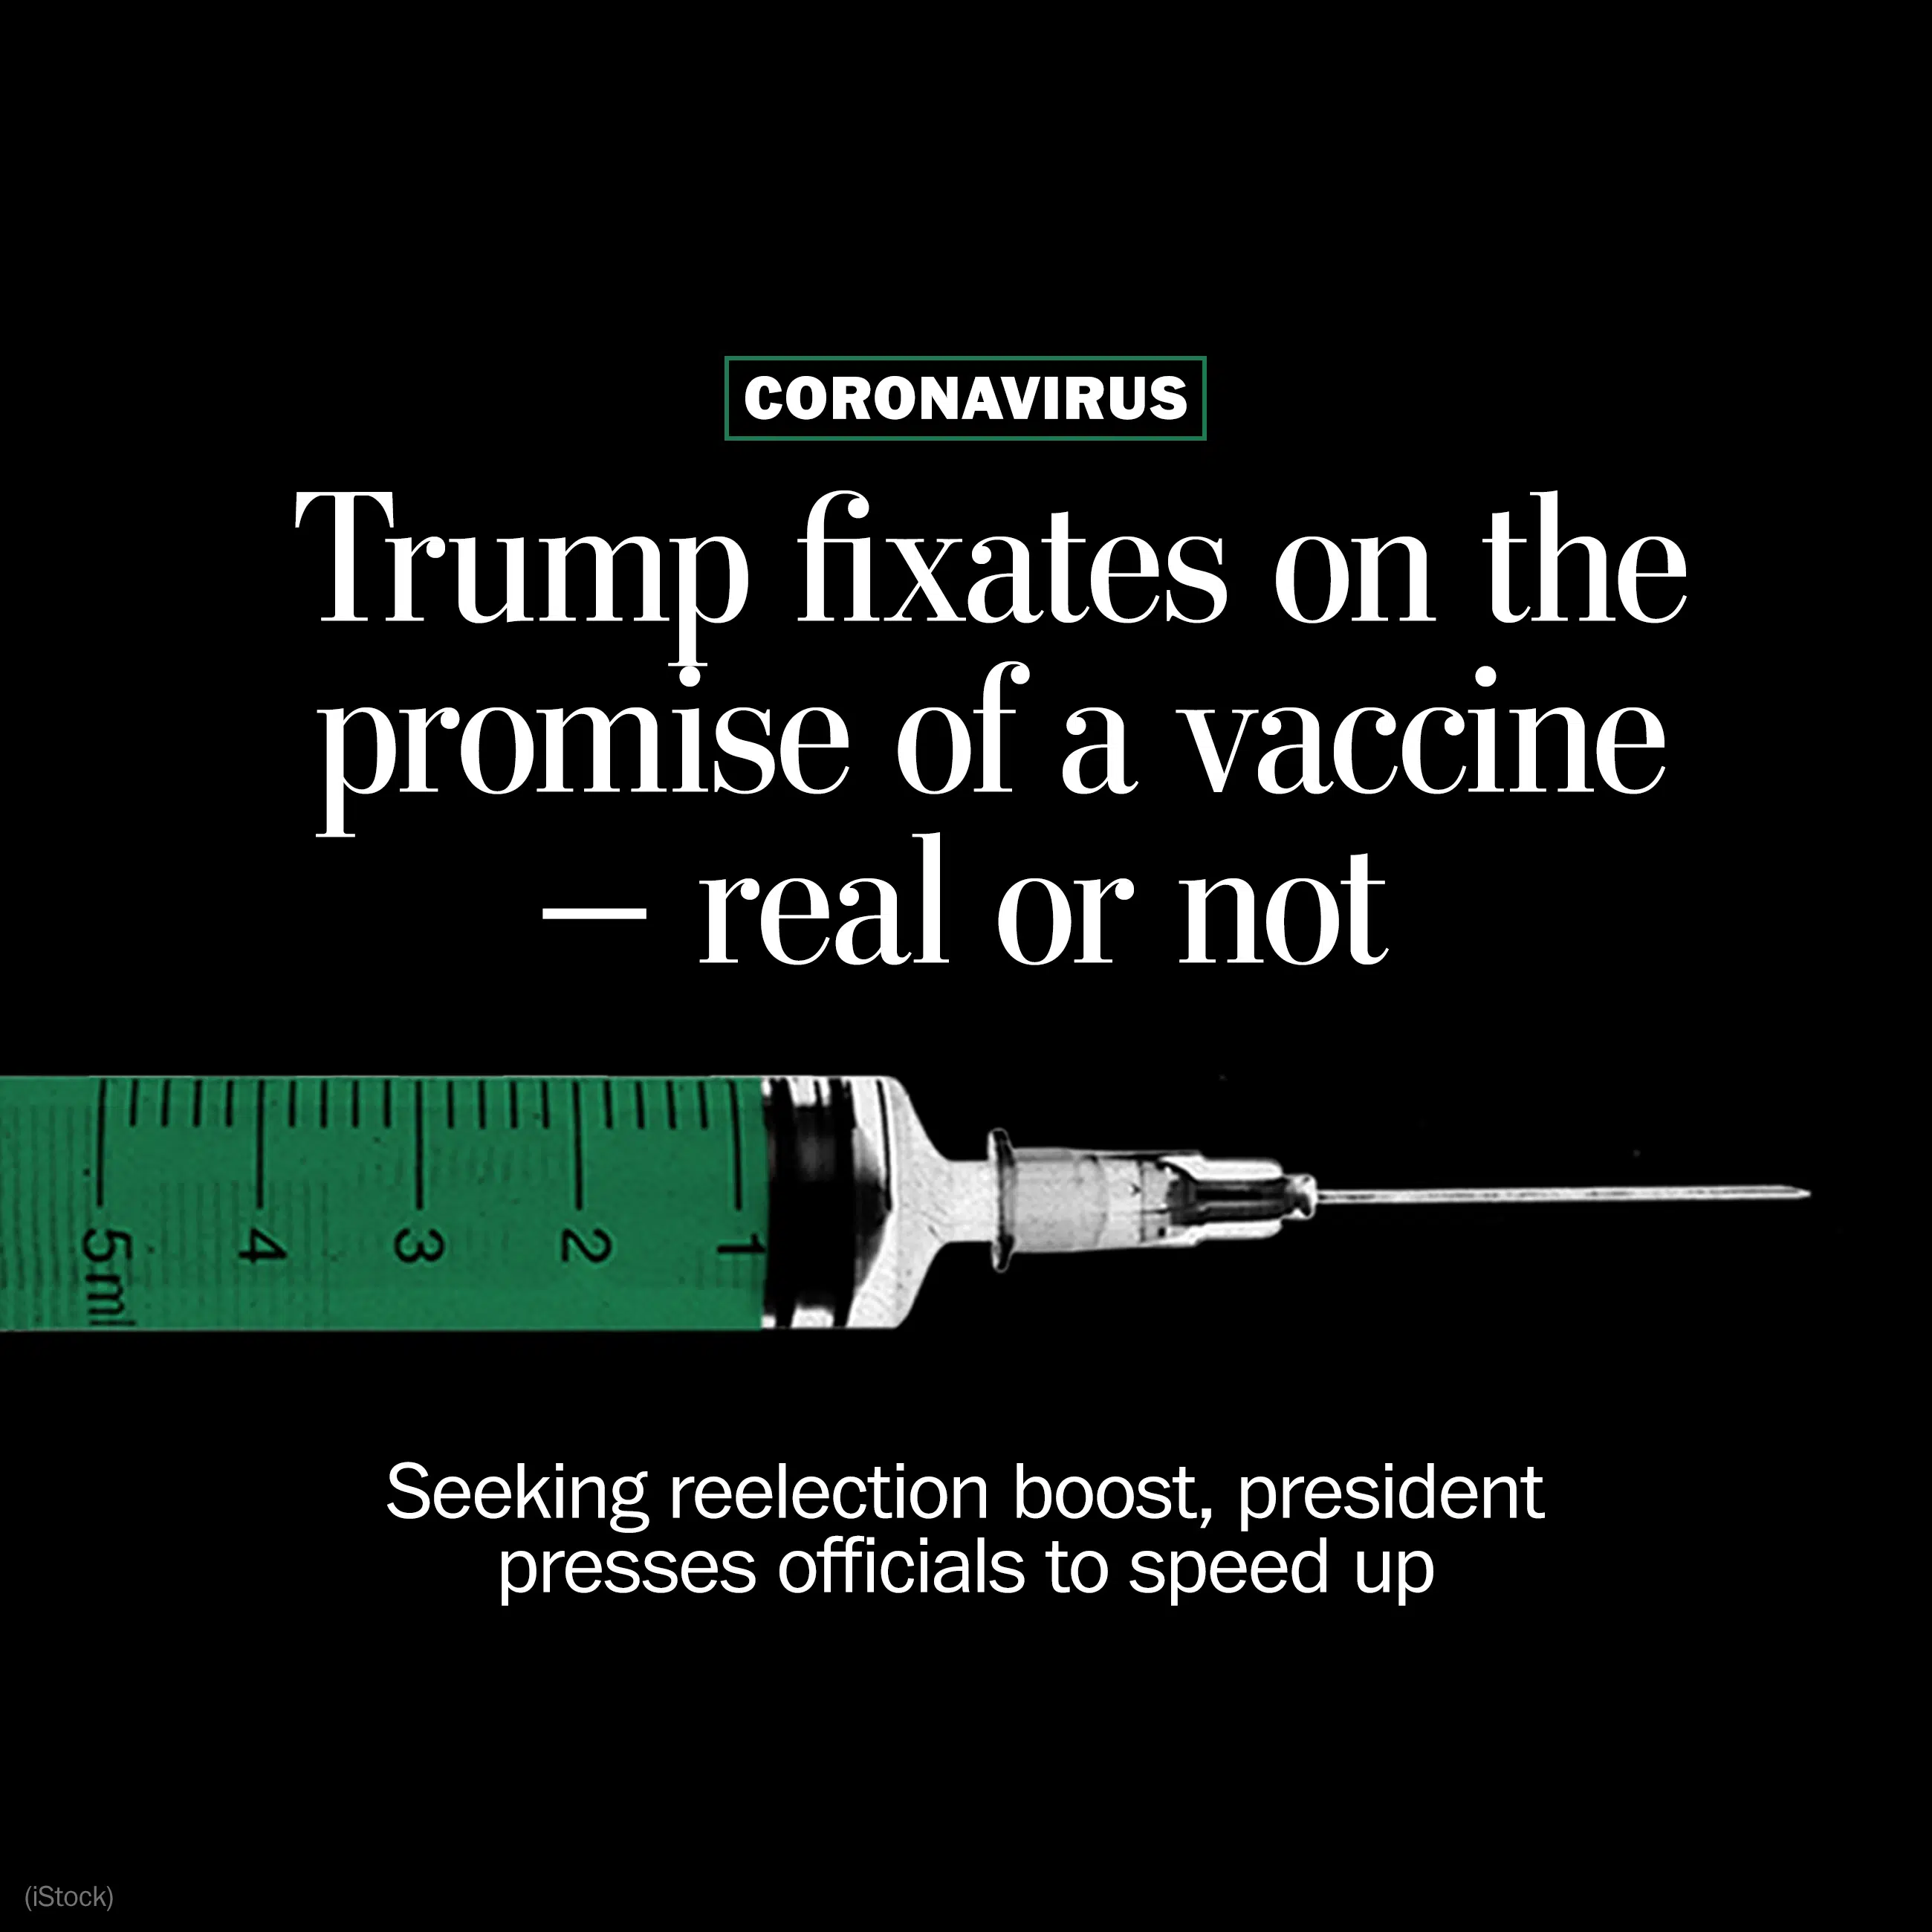 CORONAVIRUS
Trump fixates on the
promise of a vaccine
— real or not
5ml 4 3 2 1
Seeking reelection boost, president
presses officials to speed up
(iStock)